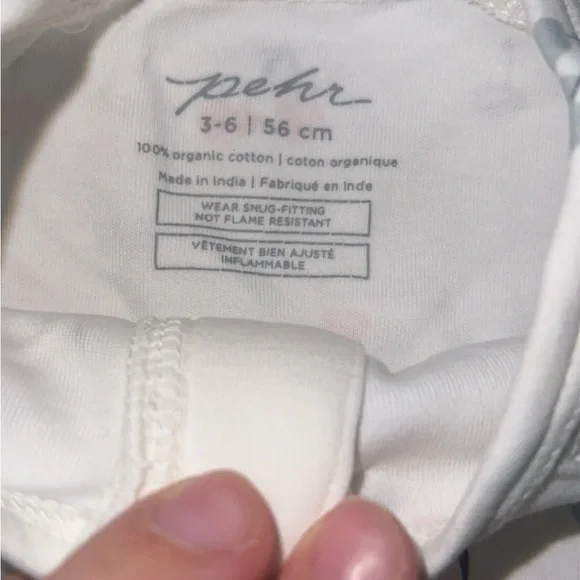 pehr
3-6 | 56 cm
100% organic cotton | coton organique
Made in India | Fabriqué en Inde
WEAR SNUG-FITTING
NOT FLAME RESISTANT
VÊTEMENT BIEN AJUSTÉ
INFLAMMABLE